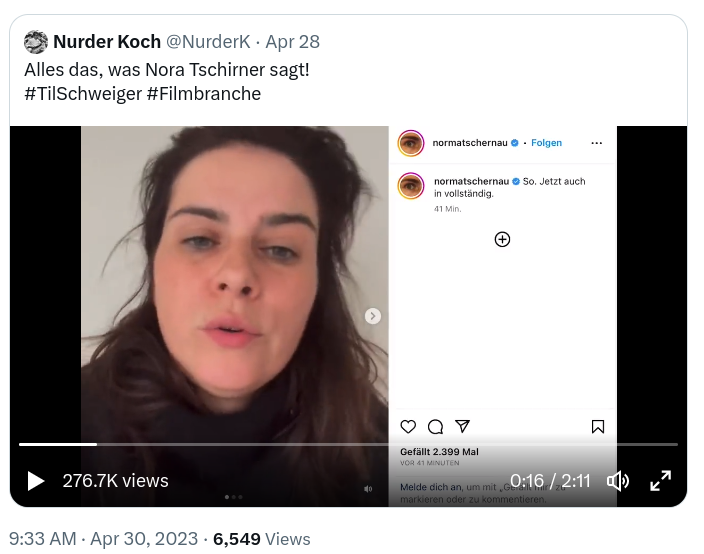 Nurder Koch @NurderK · Apr 28
Alles das, was Nora Tschirner sagt!
#TilSchweiger #Filmbranche
normatschernau · Folgen ...
normatschernau So. Jetzt auch
in vollständig.
41 Min.
Gefällt 2.399 Mal
VOR 41 MINUTEN
Melde dich an, um mit „Gefällt mir“ zu
markieren oder zu kommentieren.
276.7K views
0:16 / 2:11
9:33 AM · Apr 30, 2023 · 6,549 Views